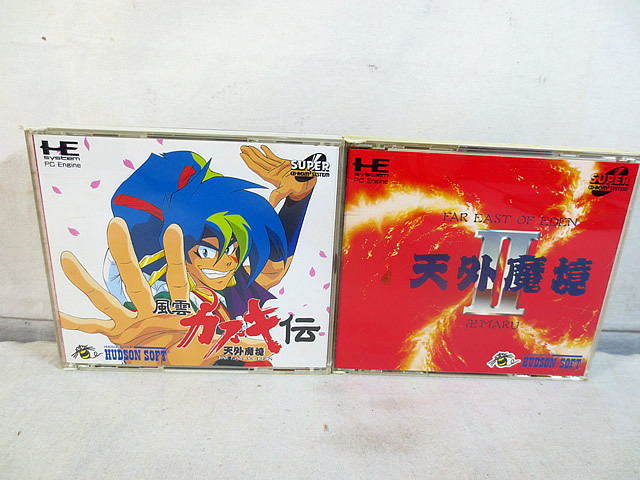 HE
system
PC Engine
SUPER
CD-ROM SYSTEM
風雲
カブキ伝
天外魔境
HUDSON SOFT
HE
system
PC Engine
SUPER
CD-ROM SYSTEM
FAR EAST OF EDEN
天外魔境
II
卍MARU
HUDSON SOFT